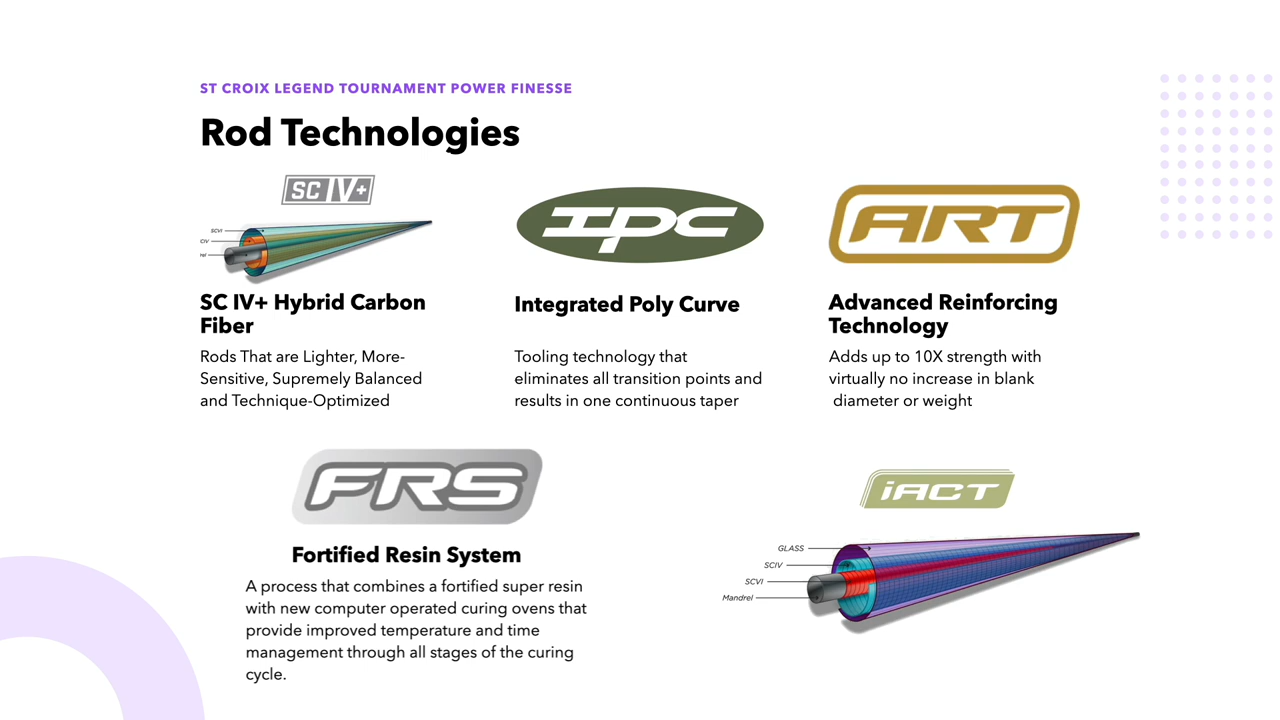 ST CROIX LEGEND TOURNAMENT POWER FINESSE
Rod Technologies
SC IV+
SCVI
CIV
SC IV+ Hybrid Carbon
Fiber
Rods That are Lighter, More-
Sensitive, Supremely Balanced
and Technique-Optimized
IPC
Integrated Poly Curve
Tooling technology that
eliminates all transition points and
results in one continuous taper
ART
Advanced Reinforcing
Technology
Adds up to 10X strength with
virtually no increase in blank
diameter or weight
FRS
Fortified Resin System
A process that combines a fortified super resin
with new computer operated curing ovens that
provide improved temperature and time
management through all stages of the curing
cycle.
iACT
GLASS
SCIV
SCVI
Mandrel